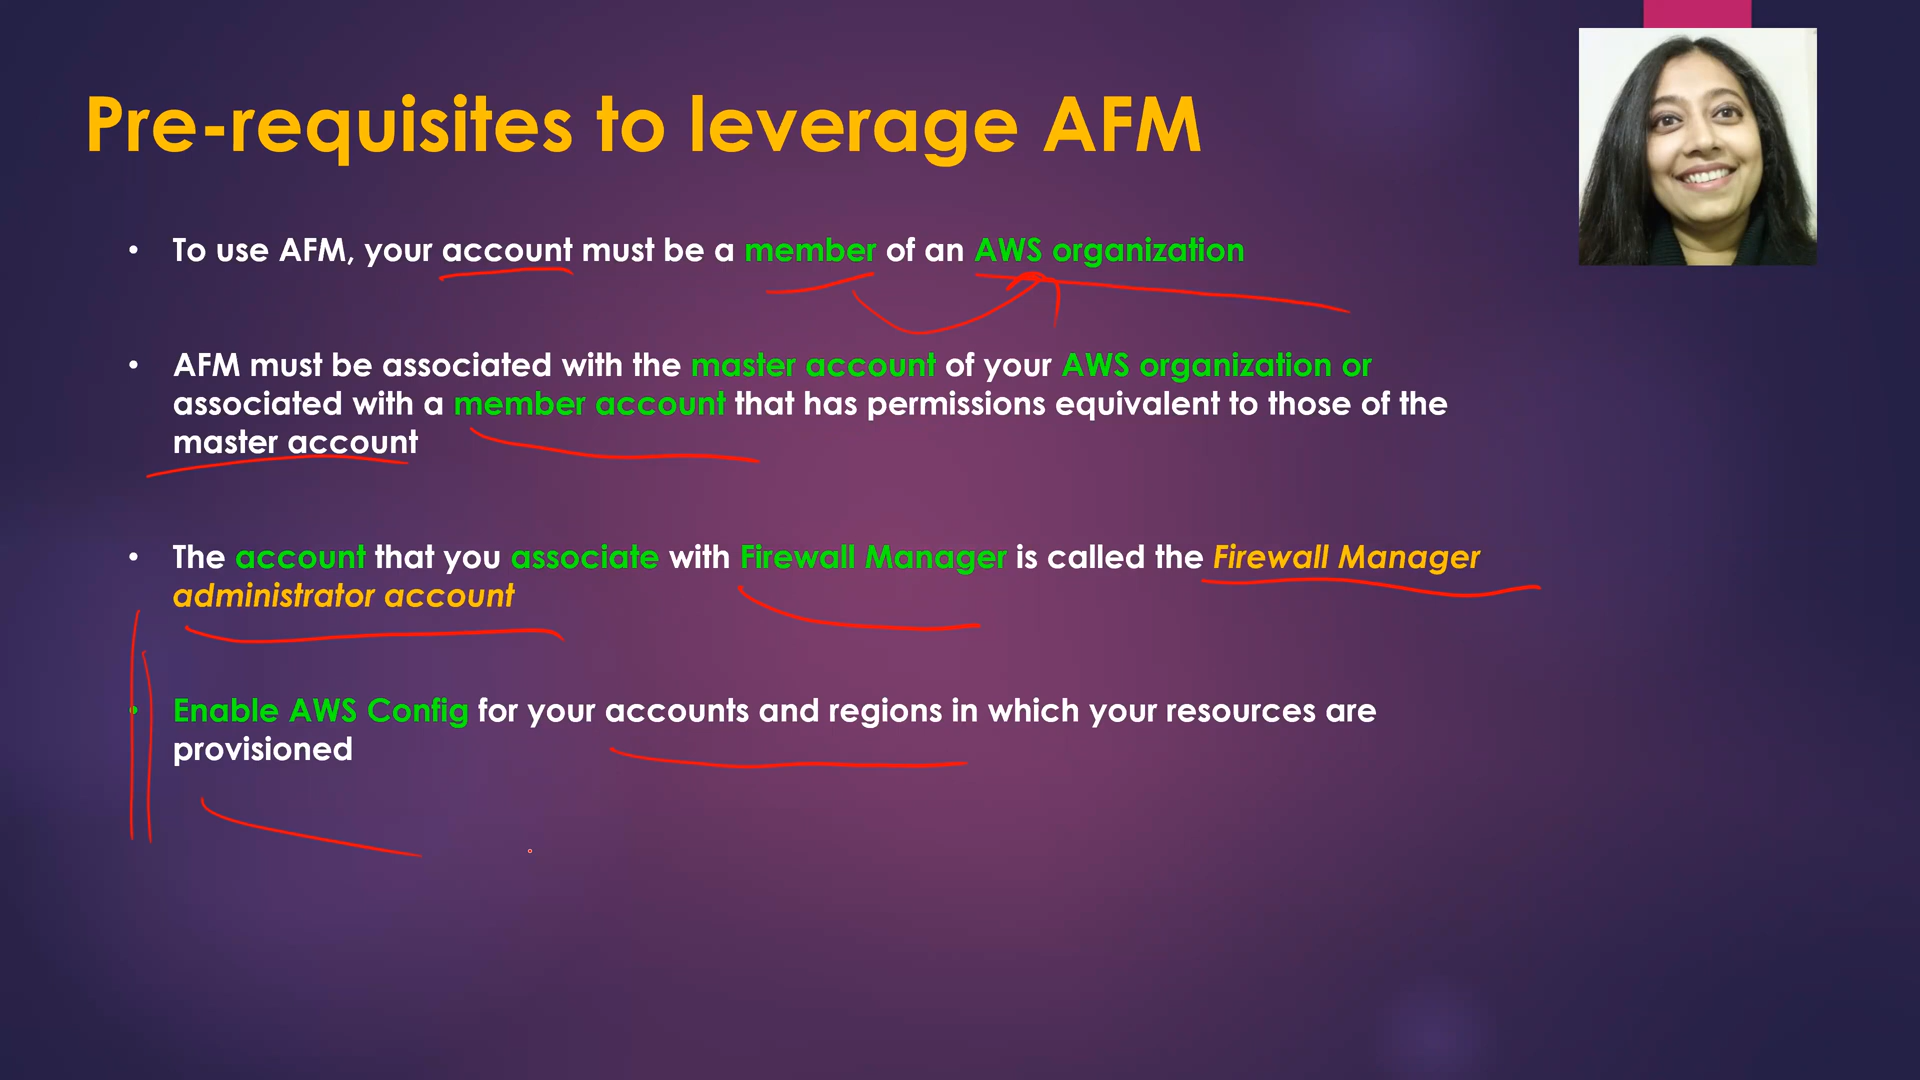 Pre-requisites to leverage AFM
• To use AFM, your account must be a member of an AWS organization
• AFM must be associated with the master account of your AWS organization or
associated with a member account that has permissions equivalent to those of the
master account
• The account that you associate with Firewall Manager is called the Firewall Manager
administrator account
• Enable AWS Config for your accounts and regions in which your resources are
provisioned